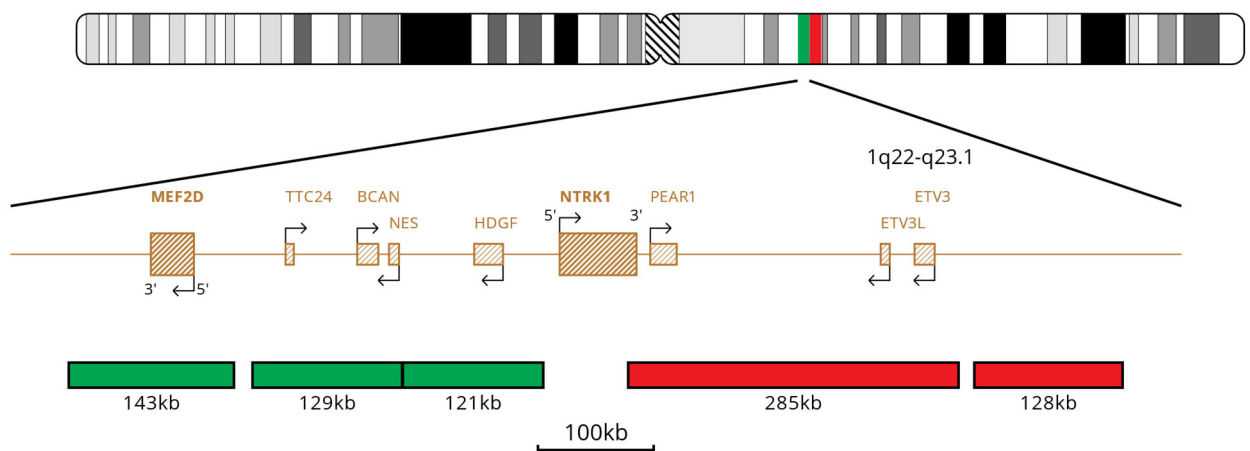 1q22-q23.1
MEF2D TTC24 BCAN NTRK1 PEAR1 ETV3
NES HDGF 5' 3' ETV3L
3' 5'
143kb 129kb 121kb 285kb 128kb
100kb